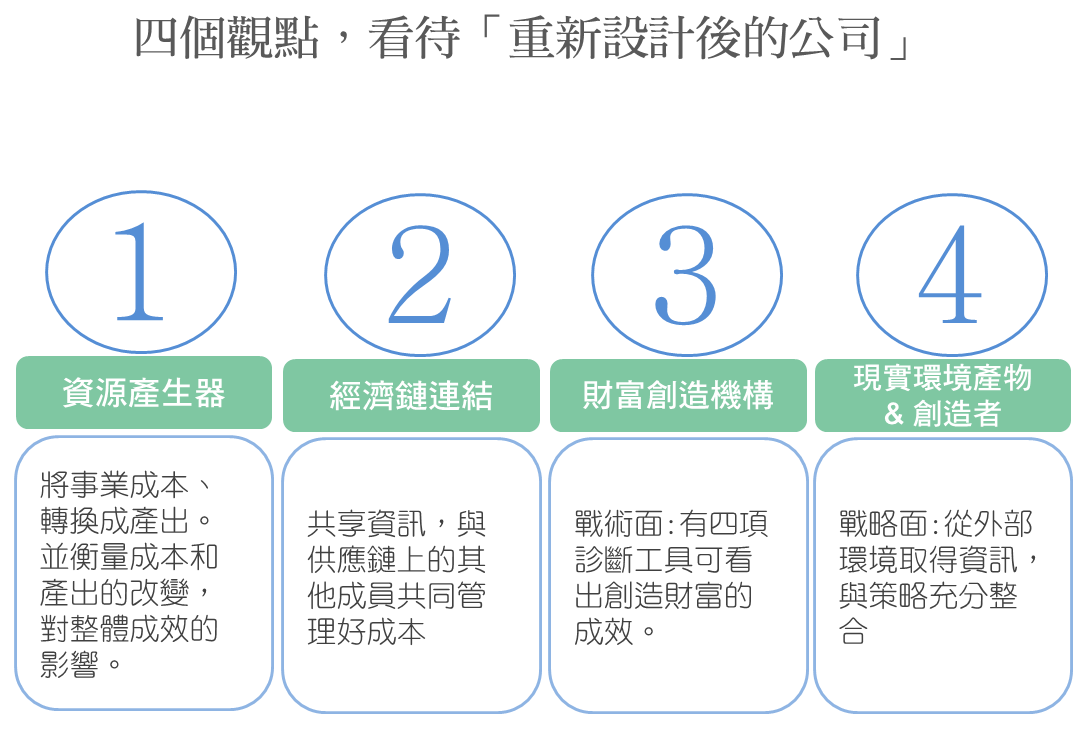 四個觀點，看待「重新設計後的公司」
1
資源產生器
將事業成本、
轉換成產出。
並衡量成本和
產出的改變，
對整體成效的
影響。
2
經濟鏈連結
共享資訊，與
供應鏈上的其
他成員共同管
理好成本
3
財富創造機構
戰術面:有四項
診斷工具可看
出創造財富的
成效。
4
現實環境產物
& 創造者
戰略面:從外部
環境取得資訊，
與策略充分整
合